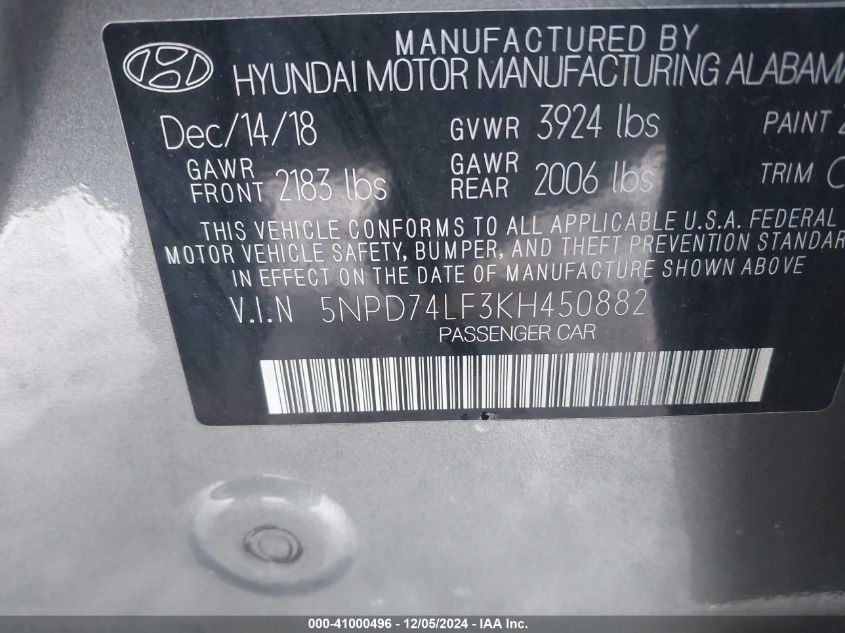 MANUFACTURED BY
HYUNDAI MOTOR MANUFACTURING ALABAMA
Dec/14/18 GVWR 3924 lbs PAINT
GAWR FRONT 2183 lbs GAWR REAR 2006 lbs TRIM
THIS VEHICLE CONFORMS TO ALL APPLICABLE U.S.A. FEDERAL
MOTOR VEHICLE SAFETY, BUMPER, AND THEFT PREVENTION STANDAR
IN EFFECT ON THE DATE OF MANUFACTURE SHOWN ABOVE
V.I.N 5NPD74LF3KH450882
PASSENGER CAR
000-41000496 - 12/05/2024 - IAA Inc.